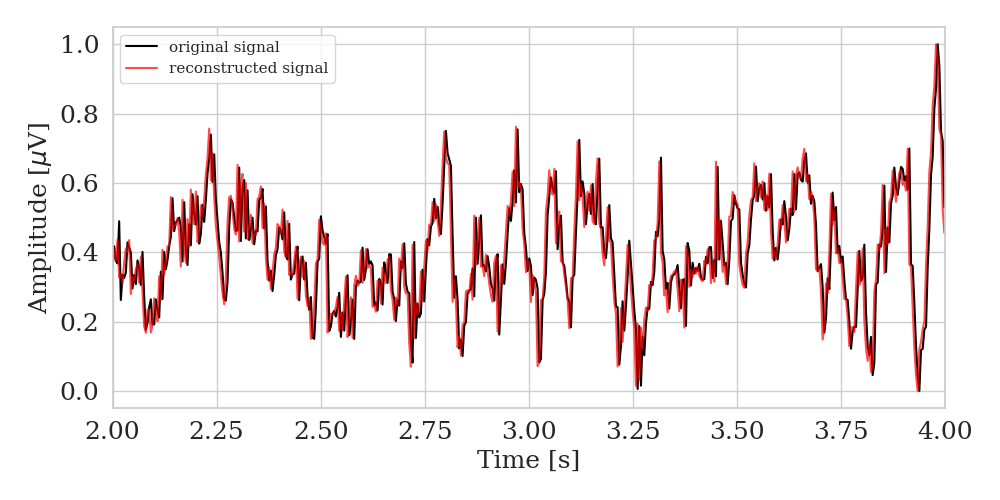 original signal
reconstructed signal
1.0
0.8
0.6
0.4
0.2
0.0
Amplitude [μV]
2.00 2.25 2.50 2.75 3.00 3.25 3.50 3.75 4.00
Time [s]